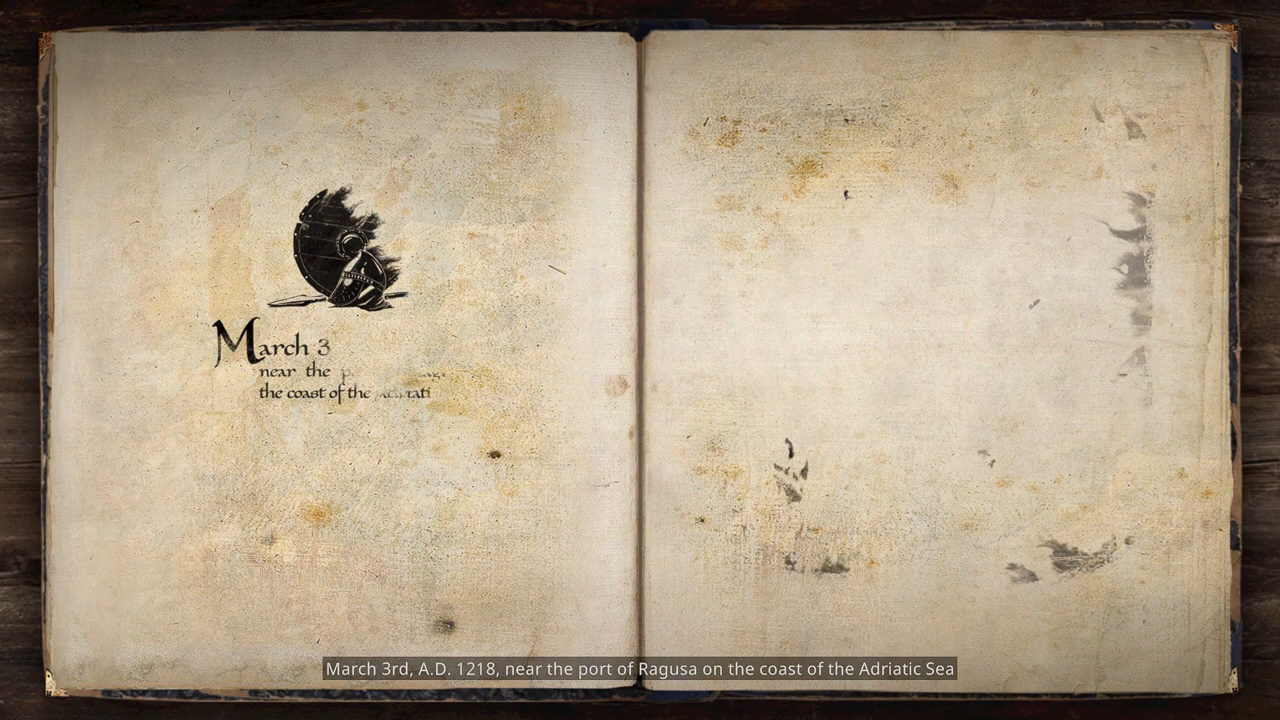 March 3
near the
the coast of the
March 3rd, A.D. 1218, near the port of Ragusa on the coast of the Adriatic Sea